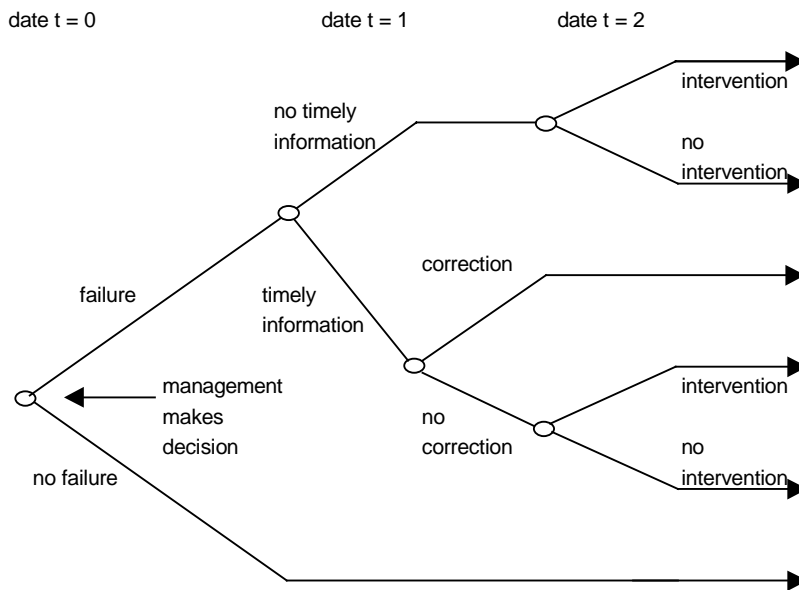 date t = 0
date t = 1
date t = 2
intervention
no timely
information
no
intervention
correction
failure
timely
information
management
makes
decision
intervention
no
correction
no
intervention
no failure